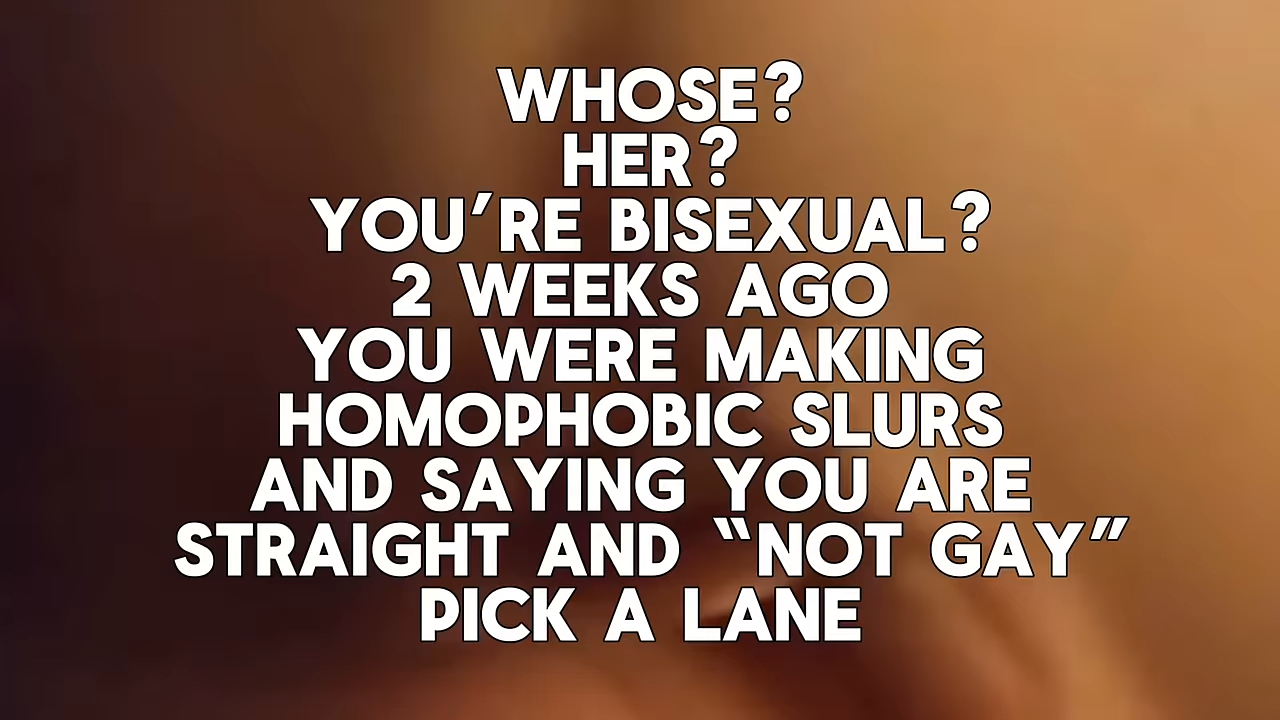 WHOSE?
HER?
YOU'RE BISEXUAL?
2 WEEKS AGO
YOU WERE MAKING
HOMOPHOBIC SLURS
AND SAYING YOU ARE
STRAIGHT AND “NOT GAY”
PICK A LANE